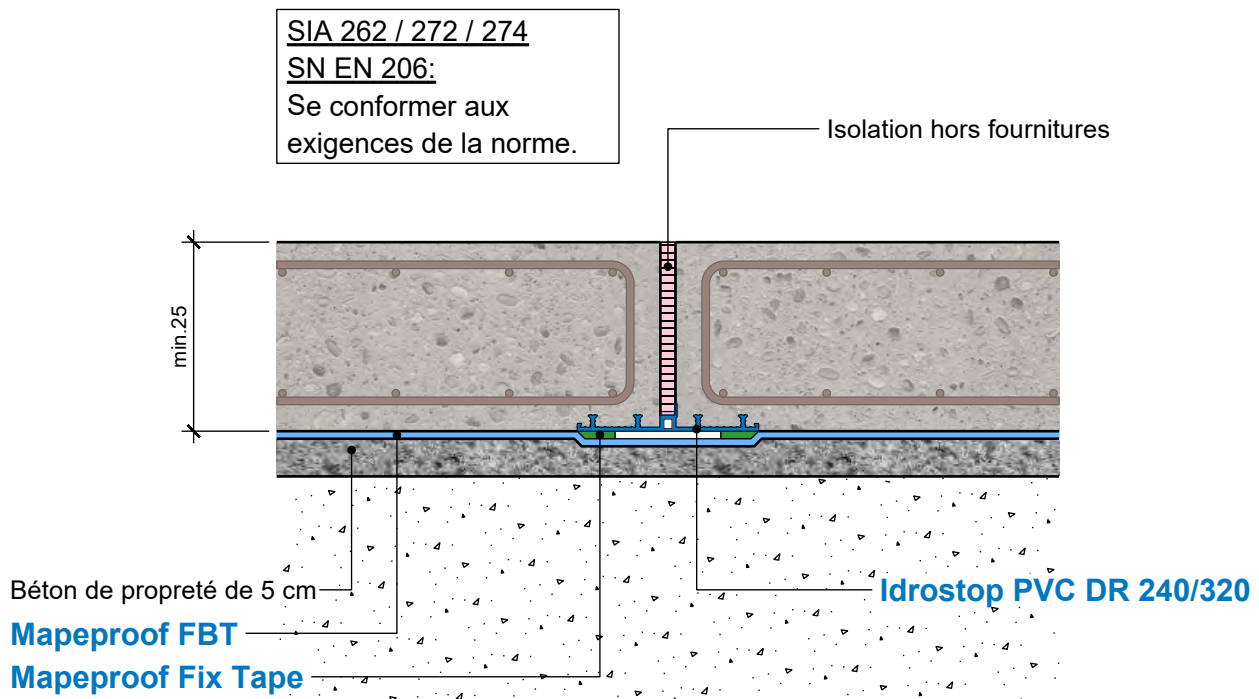 SIA 262 / 272 / 274
SN EN 206:
Se conformer aux
exigences de la norme.
Isolation hors fournitures
min.25
Béton de propreté de 5 cm
Idrostop PVC DR 240/320
Mapeproof FBT
Mapeproof Fix Tape